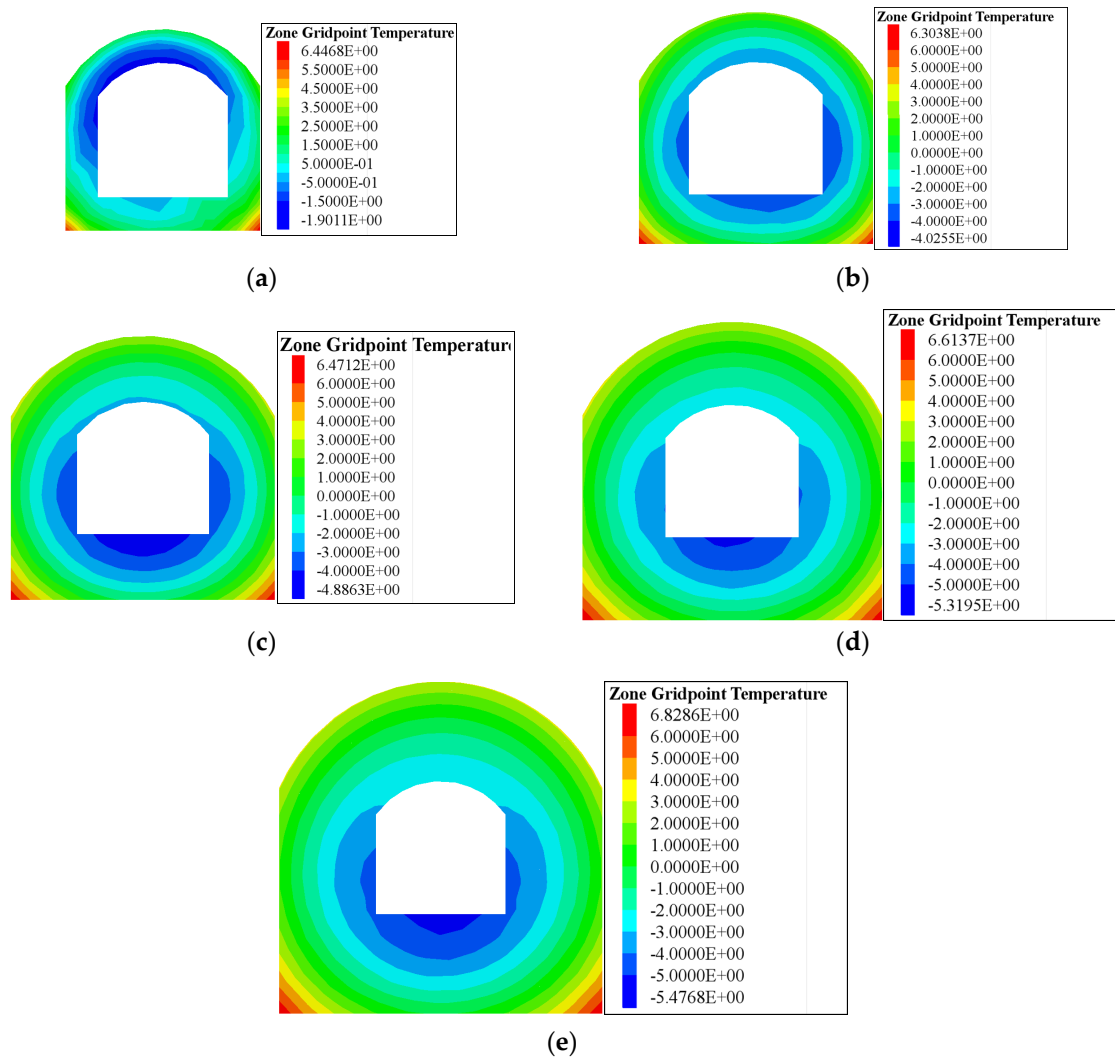 Zone Gridpoint Temperature
6.4468E+00
5.5000E+00
4.5000E+00
3.5000E+00
2.5000E+00
1.5000E+00
5.0000E-01
-5.0000E-01
-1.5000E+00
-1.9011E+00
(a)
Zone Gridpoint Temperature
6.3038E+00
6.0000E+00
5.0000E+00
4.0000E+00
3.0000E+00
2.0000E+00
1.0000E+00
0.0000E+00
-1.0000E+00
-2.0000E+00
-3.0000E+00
-4.0000E+00
-4.0255E+00
(b)
Zone Gridpoint Temperature
6.4712E+00
6.0000E+00
5.0000E+00
4.0000E+00
3.0000E+00
2.0000E+00
1.0000E+00
0.0000E+00
-1.0000E+00
-2.0000E+00
-3.0000E+00
-4.0000E+00
-4.8863E+00
(c)
Zone Gridpoint Temperature
6.6137E+00
6.0000E+00
5.0000E+00
4.0000E+00
3.0000E+00
2.0000E+00
1.0000E+00
0.0000E+00
-1.0000E+00
-2.0000E+00
-3.0000E+00
-4.0000E+00
-5.0000E+00
-5.3195E+00
(d)
Zone Gridpoint Temperature
6.8286E+00
6.0000E+00
5.0000E+00
4.0000E+00
3.0000E+00
2.0000E+00
1.0000E+00
0.0000E+00
-1.0000E+00
-2.0000E+00
-3.0000E+00
-4.0000E+00
-5.0000E+00
-5.4768E+00
(e)